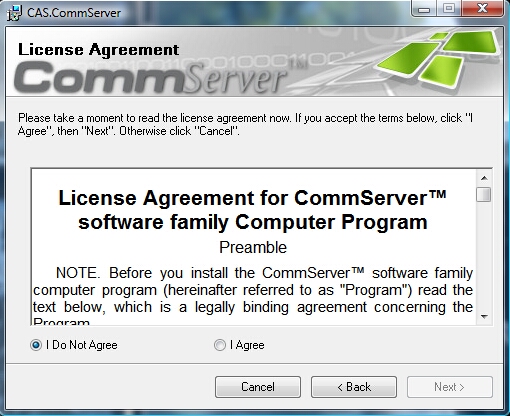 CAS.CommServer
License Agreement
CommServer™
Please take a moment to read the license agreement now. If you accept the terms below, click "I
Agree", then "Next". Otherwise click "Cancel".
License Agreement for CommServer™
software family Computer Program
Preamble
NOTE. Before you install the CommServer™ software family
computer program (hereinafter referred to as "Program") read the
text below, which is a legally binding agreement concerning the
Program
I Do Not Agree
I Agree
Cancel
< Back
Next >